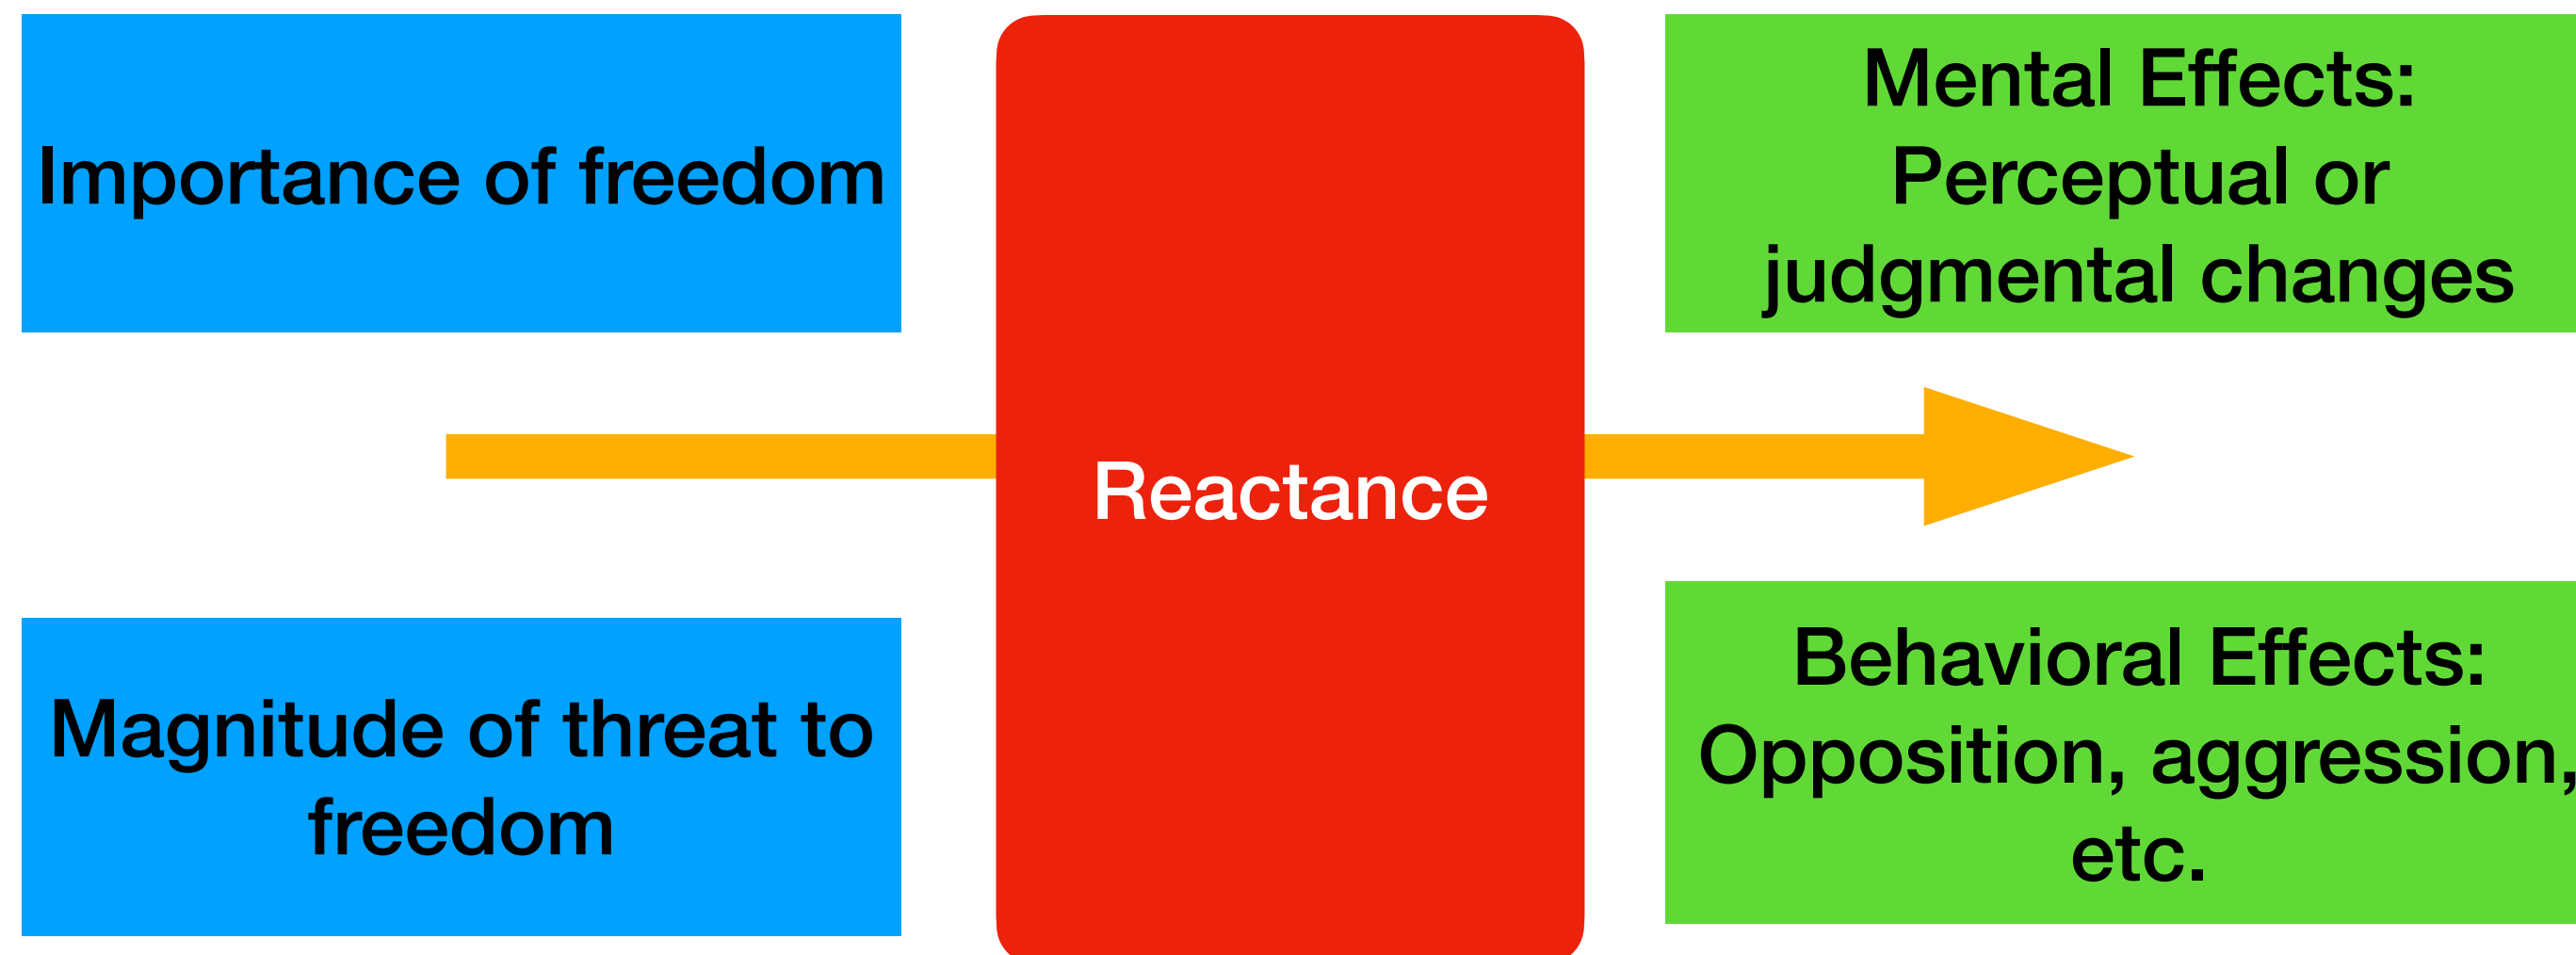 Importance of freedom
Magnitude of threat to
freedom
Reactance
Mental Effects:
Perceptual or
judgmental changes
Behavioral Effects:
Opposition, aggression,
etc.